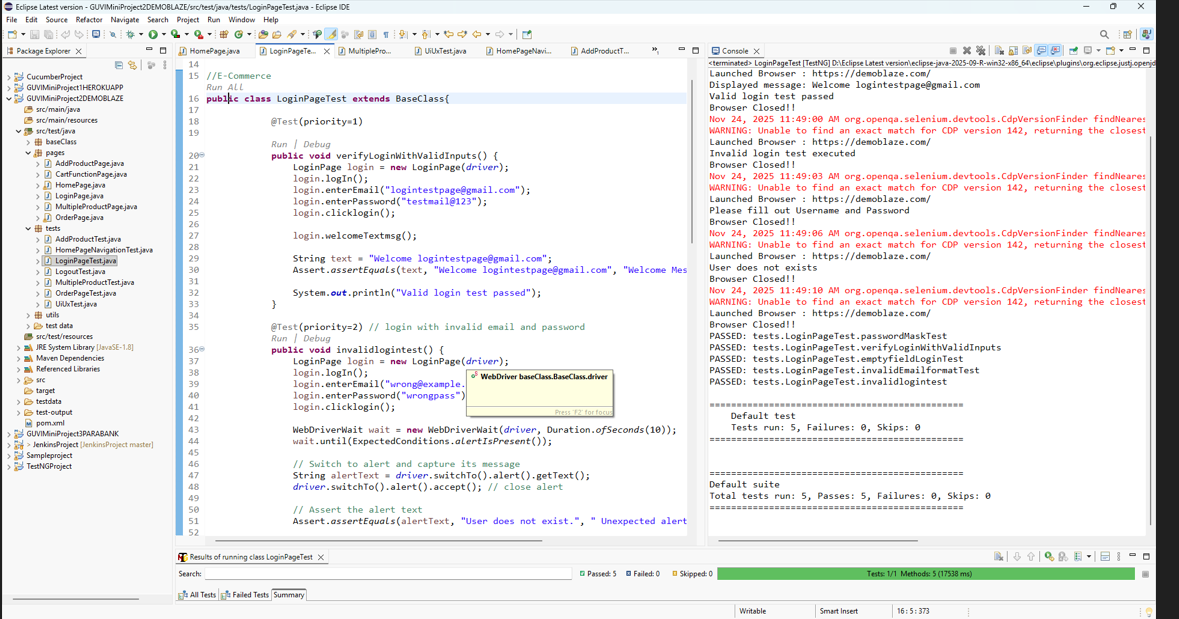 Eclipse Latest version - GUVIMiniProject2DEMOBLAZE/src/test/java/tests/LoginPageTest.java - Eclipse IDE
File Edit Source Refactor Navigate Search Project Run Window Help
Package Explorer
CucumberProject
GUVIMiniProject1HEROKUAPP
GUVIMiniProject2DEMOBLAZE
src/main/java
src/main/resources
src/test/java
baseClass
pages
AddProductPage.java
CartFunctionPage.java
HomePage.java
LoginPage.java
MultipleProductPage.java
OrderPage.java
tests
AddProductTest.java
HomePageNavigationTest.java
LoginPageTest.java
LogoutTest.java
MultipleProductTest.java
OrderPageTest.java
UiUxTest.java
utils
test data
src/test/resources
JRE System Library [JavaSE-1.8]
Maven Dependencies
Referenced Libraries
src
target
testdata
test-output
pom.xml
GUVIMiniProject3PARABANK
> JenkinsProject [JenkinsProject master]
Sampleproject
TestNGProject
HomePage.java LoginPageTe... MultiplePro... UiUxTest.java HomePageNavi... AddProductT...
14
15 //E-Commerce
Run All
16 public class LoginPageTest extends BaseClass{
17
18 @Test(priority=1)
19
Run | Debug
20 public void verifyLoginWithValidInputs() {
21 LoginPage login = new LoginPage(driver);
22 login.logIn();
23 login.enterEmail("logintestpage@gmail.com");
24 login.enterPassword("testmail@123");
25 login.clicklogin();
26
27 login.welcomeTextmsg();
28
29 String text = "Welcome logintestpage@gmail.com";
30 Assert.assertEquals(text, "Welcome logintestpage@gmail.com", "Welcome Mes
31
32 System.out.println("Valid login test passed");
33 }
34
35 @Test(priority=2) // login with invalid email and password
Run | Debug
36 public void invalidlogintest() {
37 LoginPage login = new LoginPage(driver);
38 login.logIn();
39 login.enterEmail("wrong@example.
40 login.enterPassword("wrongpass")
41 login.clicklogin();
42
43 WebDriverWait wait = new WebDriverWait(driver, Duration.ofSeconds(10));
44 wait.until(ExpectedConditions.alertIsPresent());
45
46 // Switch to alert and capture its message
47 String alertText = driver.switchTo().alert().getText();
48 driver.switchTo().alert().accept(); // close alert
49
50 // Assert the alert text
51 Assert.assertEquals(alertText, "User does not exist.", " Unexpected alert
52
WebDriver baseClass.BaseClass.driver
Press 'F2' for focus
Console
<terminated> LoginPageTest [TestNG] D:\Eclipse Latest version\eclipse-java-2025-09-R-win32-x86_64\eclipse\plugins\org.eclipse.justj.openjd
Launched Browser : https://demoblaze.com/
Displayed message: Welcome logintestpage@gmail.com
Valid login test passed
Browser Closed!!
Nov 24, 2025 11:49:00 AM org.openqa.selenium.devtools.CdpVersionFinder findNeares
WARNING: Unable to find an exact match for CDP version 142, returning the closest
Launched Browser : https://demoblaze.com/
Invalid login test executed
Browser Closed!!
Nov 24, 2025 11:49:03 AM org.openqa.selenium.devtools.CdpVersionFinder findNeares
WARNING: Unable to find an exact match for CDP version 142, returning the closest
Launched Browser : https://demoblaze.com/
Please fill out Username and Password
Browser Closed!!
Nov 24, 2025 11:49:06 AM org.openqa.selenium.devtools.CdpVersionFinder findNeares
WARNING: Unable to find an exact match for CDP version 142, returning the closest
Launched Browser : https://demoblaze.com/
User does not exists
Browser Closed!!
Nov 24, 2025 11:49:10 AM org.openqa.selenium.devtools.CdpVersionFinder findNeares
WARNING: Unable to find an exact match for CDP version 142, returning the closest
Launched Browser : https://demoblaze.com/
Browser Closed!!
PASSED: tests.LoginPageTest.passwordMaskTest
PASSED: tests.LoginPageTest.verifyLoginWithValidInputs
PASSED: tests.LoginPageTest.emptyfieldLoginTest
PASSED: tests.LoginPageTest.invalidEmailformatTest
PASSED: tests.LoginPageTest.invalidlogintest
===============================================
Default test
Tests run: 5, Failures: 0, Skips: 0
===============================================
===============================================
Default suite
Total tests run: 5, Passes: 5, Failures: 0, Skips: 0
===============================================
Results of running class LoginPageTest
Search: Passed: 5 Failed: 0 Skipped: 0 Tests: 1/1 Methods: 5 (17538 ms)
All Tests Failed Tests Summary
Writable Smart Insert 16 : 5 : 373